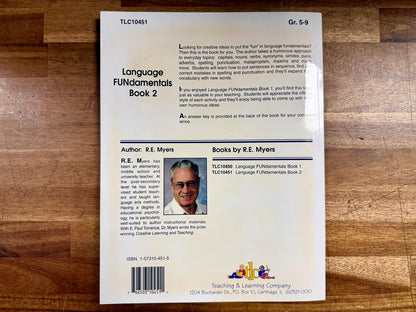 TLC10451
Gr. 5-9
Language
FUNdamentals
Book 2
Looking for creative ideas to put the "fun" in language fundamentals?
Then this is the book for you! The author takes a humorous approach
to everyday topics: capitals, nouns, verbs, synonyms, similes, puns,
adverbs, spelling, punctuation, malapropism, maxims and
more. Students will learn how to put sentences in sequence, find
correct mistakes in spelling and punctuation and they'll expand
vocabulary with new words.
If you enjoyed Language FUNdamentals Book 1, you'll find this
just as valuable in your teaching. Students will appreciate the
style of each activity and they'll enjoy being able to come up with
own humorous ideas.
An answer key is provided at the back of the book for your
ence.
Author: R.E. Myers
Books by R.E. Myers
R.E. Myers has
been an elementary,
middle school and
university teacher. At
the post-secondary
level he has super-
vised student teach-
ers and taught lan-
guage arts methods.
Having a degree in
educational psychol-
ogy, he is particularly
well-suited to author instructional materials.
With E. Paul Torrance, Dr. Myers wrote the prize-
winning Creative Learning and Teaching.
TLC10450 Language FUNdamentals Book 1
TLC10451 Language FUNdamentals Book 2
ISBN 1-57310-451-5
Teaching & Learning Company
1204 Buchanan St., P.O. Box 10, Carthage, IL 62321-0010